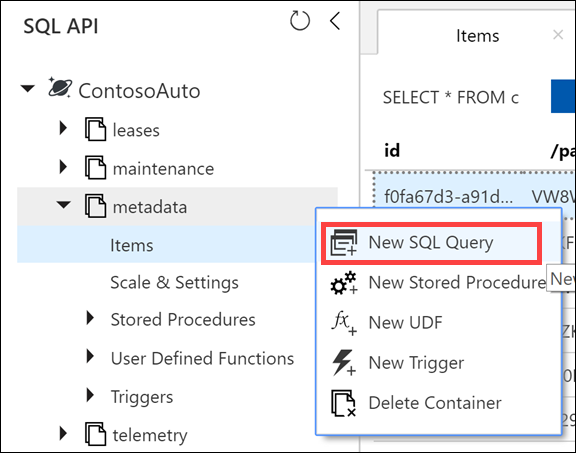 SQL API
ContosoAuto
leases
maintenance
metadata
Items
Scale & Settings
Stored Procedures
User Defined Functions
Triggers
telemetry
Items
SELECT * FROM c
id /pa
f0fa67d3-a91d... VW8V
New SQL Query
New Stored Procedure
New UDF
New Trigger
Delete Container
Ne